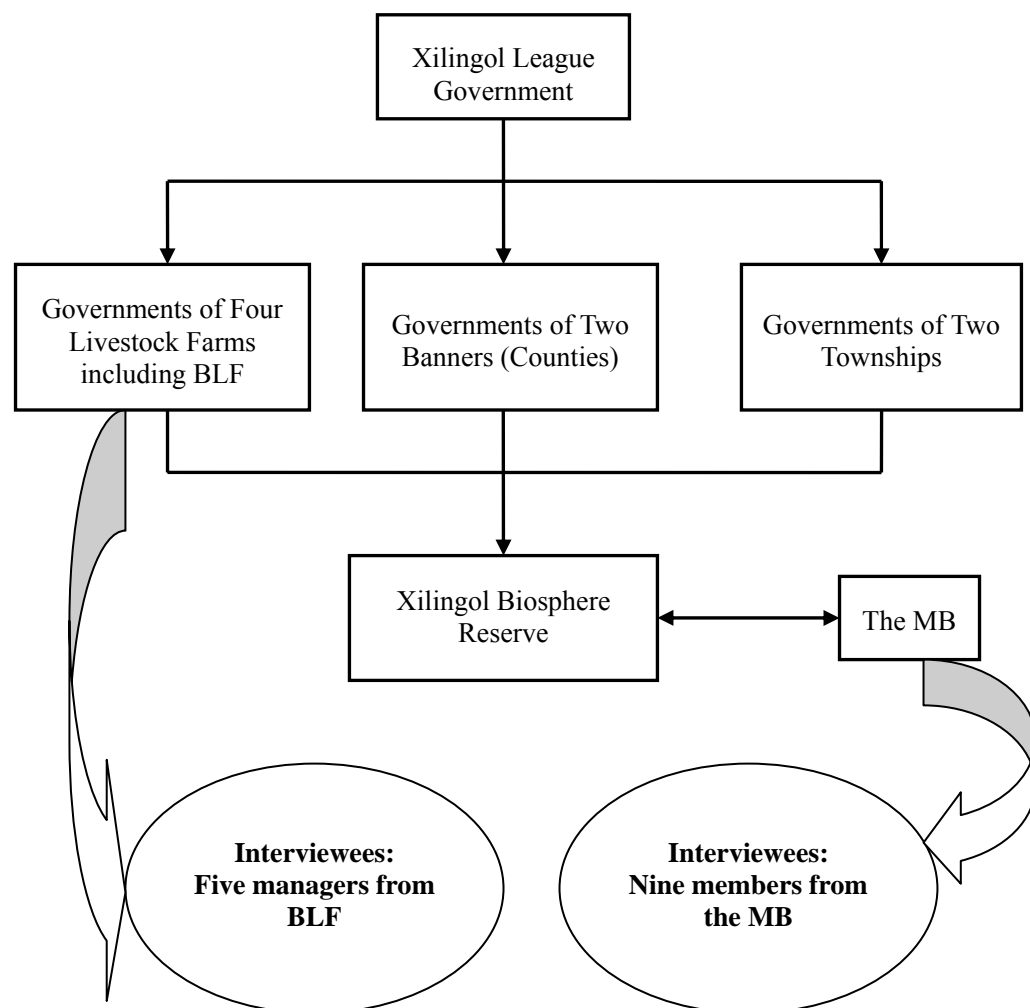 Xilingol League
Government
Governments of Four
Livestock Farms
including BLF
Governments of Two
Banners (Counties)
Governments of Two
Townships
Xilingol Biosphere
Reserve
The MB
Interviewees:
Five managers from
BLF
Interviewees:
Nine members from
the MB